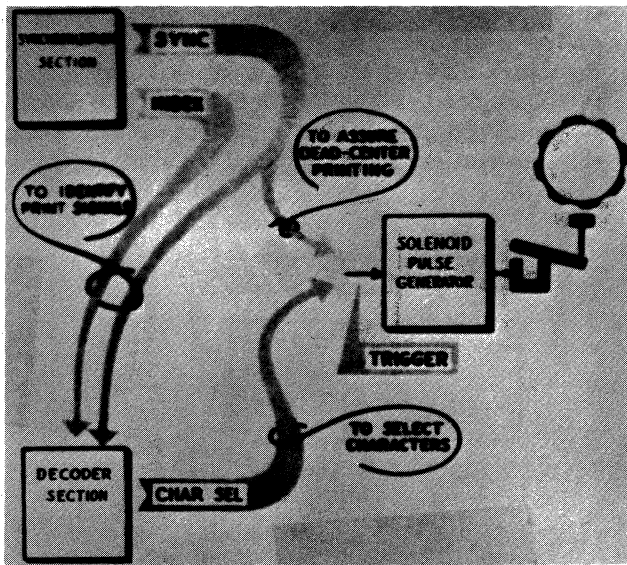 SECTION
SYNC
INDEX
TO ASSURE
DEAD-CENTER
PRINTING
TO IDENTIFY
PRINT SIGNALS
SOLENOID
PULSE
GENERATOR
TRIGGER
TO SELECT
CHARACTERS
DECODER
SECTION
CHAR SEL